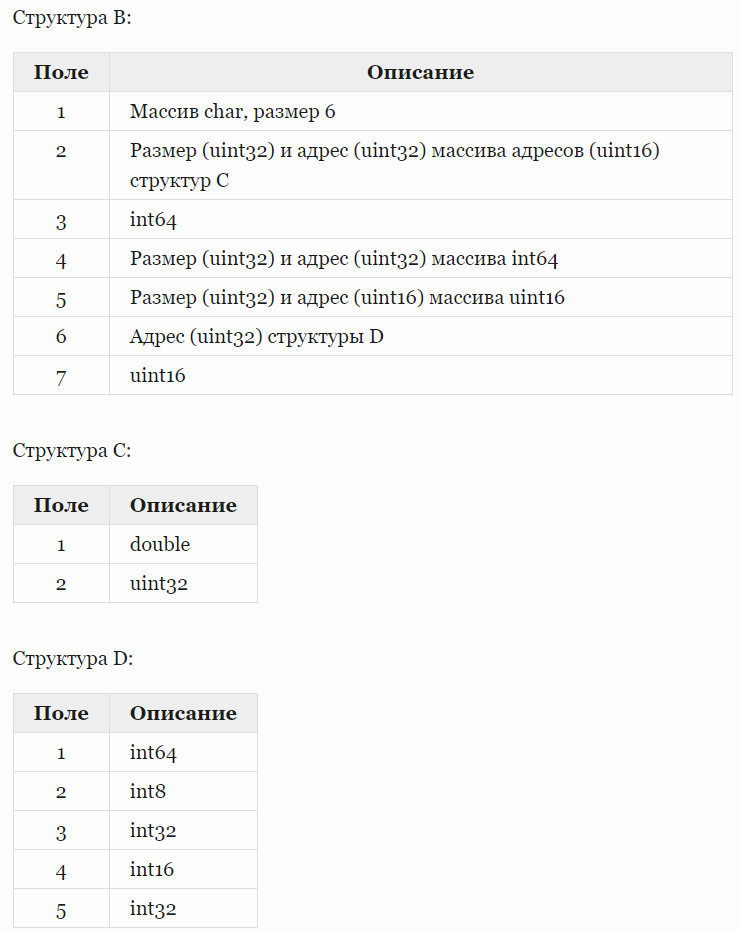 Структура B:
Поле Описание
1 Массив char, размер 6
2 Размер (uint32) и адрес (uint32) массива адресов (uint16)
структур C
3 int64
4 Размер (uint32) и адрес (uint32) массива int64
5 Размер (uint32) и адрес (uint16) массива uint16
6 Адрес (uint32) структуры D
7 uint16
Структура C:
Поле Описание
1 double
2 uint32
Структура D:
Поле Описание
1 int64
2 int8
3 int32
4 int16
5 int32